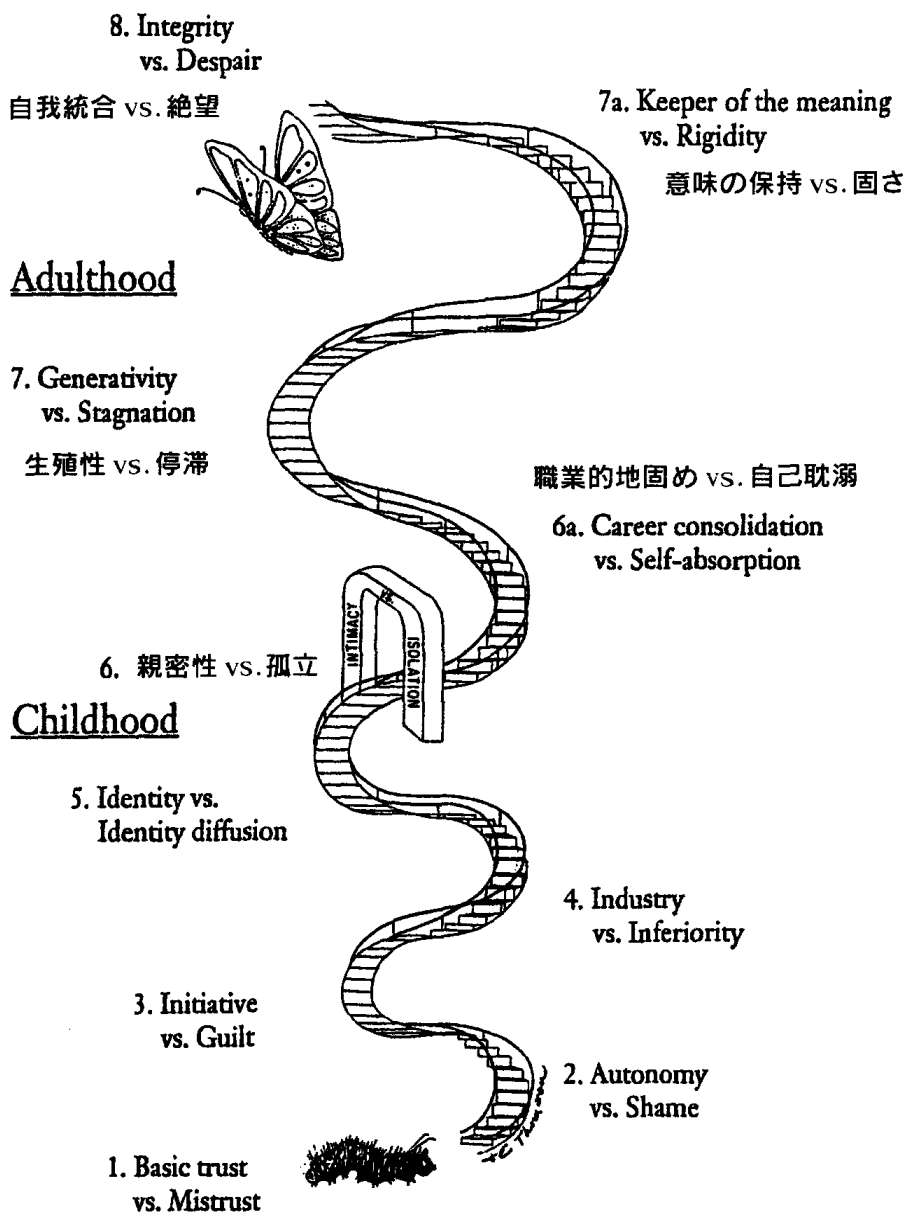 8. Integrity
vs. Despair
自我統合 vs. 絶望
7a. Keeper of the meaning
vs. Rigidity
意味の保持 vs. 固さ
Adulthood
7. Generativity
vs. Stagnation
生殖性 vs. 停滞
職業的地固め vs. 自己耽溺
6a. Career consolidation
vs. Self-absorption
INTIMACY
ISOLATION
6. 親密性 vs. 孤立
Childhood
5. Identity vs.
Identity diffusion
4. Industry
vs. Inferiority
3. Initiative
vs. Guilt
2. Autonomy
vs. Shame
1. Basic trust
vs. Mistrust